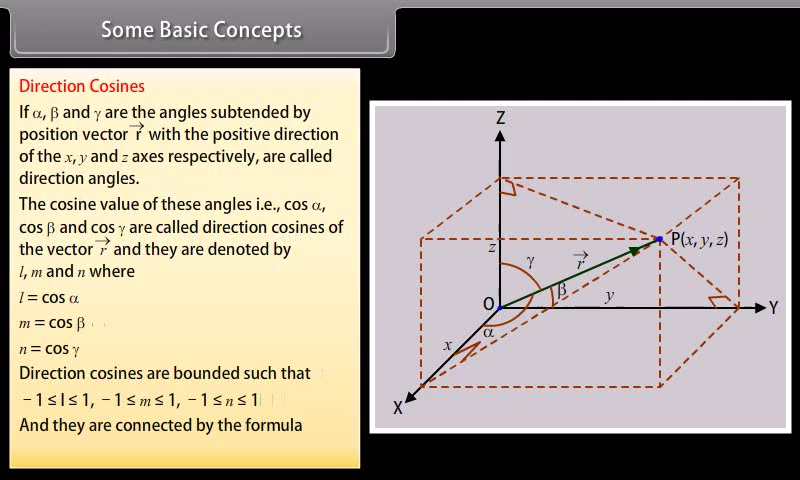 Some Basic Concepts
Direction Cosines
If α, β and γ are the angles subtended by
position vector r⃗ with the positive direction
of the x, y and z axes respectively, are called
direction angles.
The cosine value of these angles i.e., cos α,
cos β and cos γ are called direction cosines of
the vector r⃗ and they are denoted by
l, m and n where
l = cos α
m = cos β
n = cos γ
Direction cosines are bounded such that
−1 ≤ l ≤ 1, −1 ≤ m ≤ 1, −1 ≤ n ≤ 1
And they are connected by the formula
Z
P(x, y, z)
z
γ
r⃗
β
y
O
Y
α
x
X